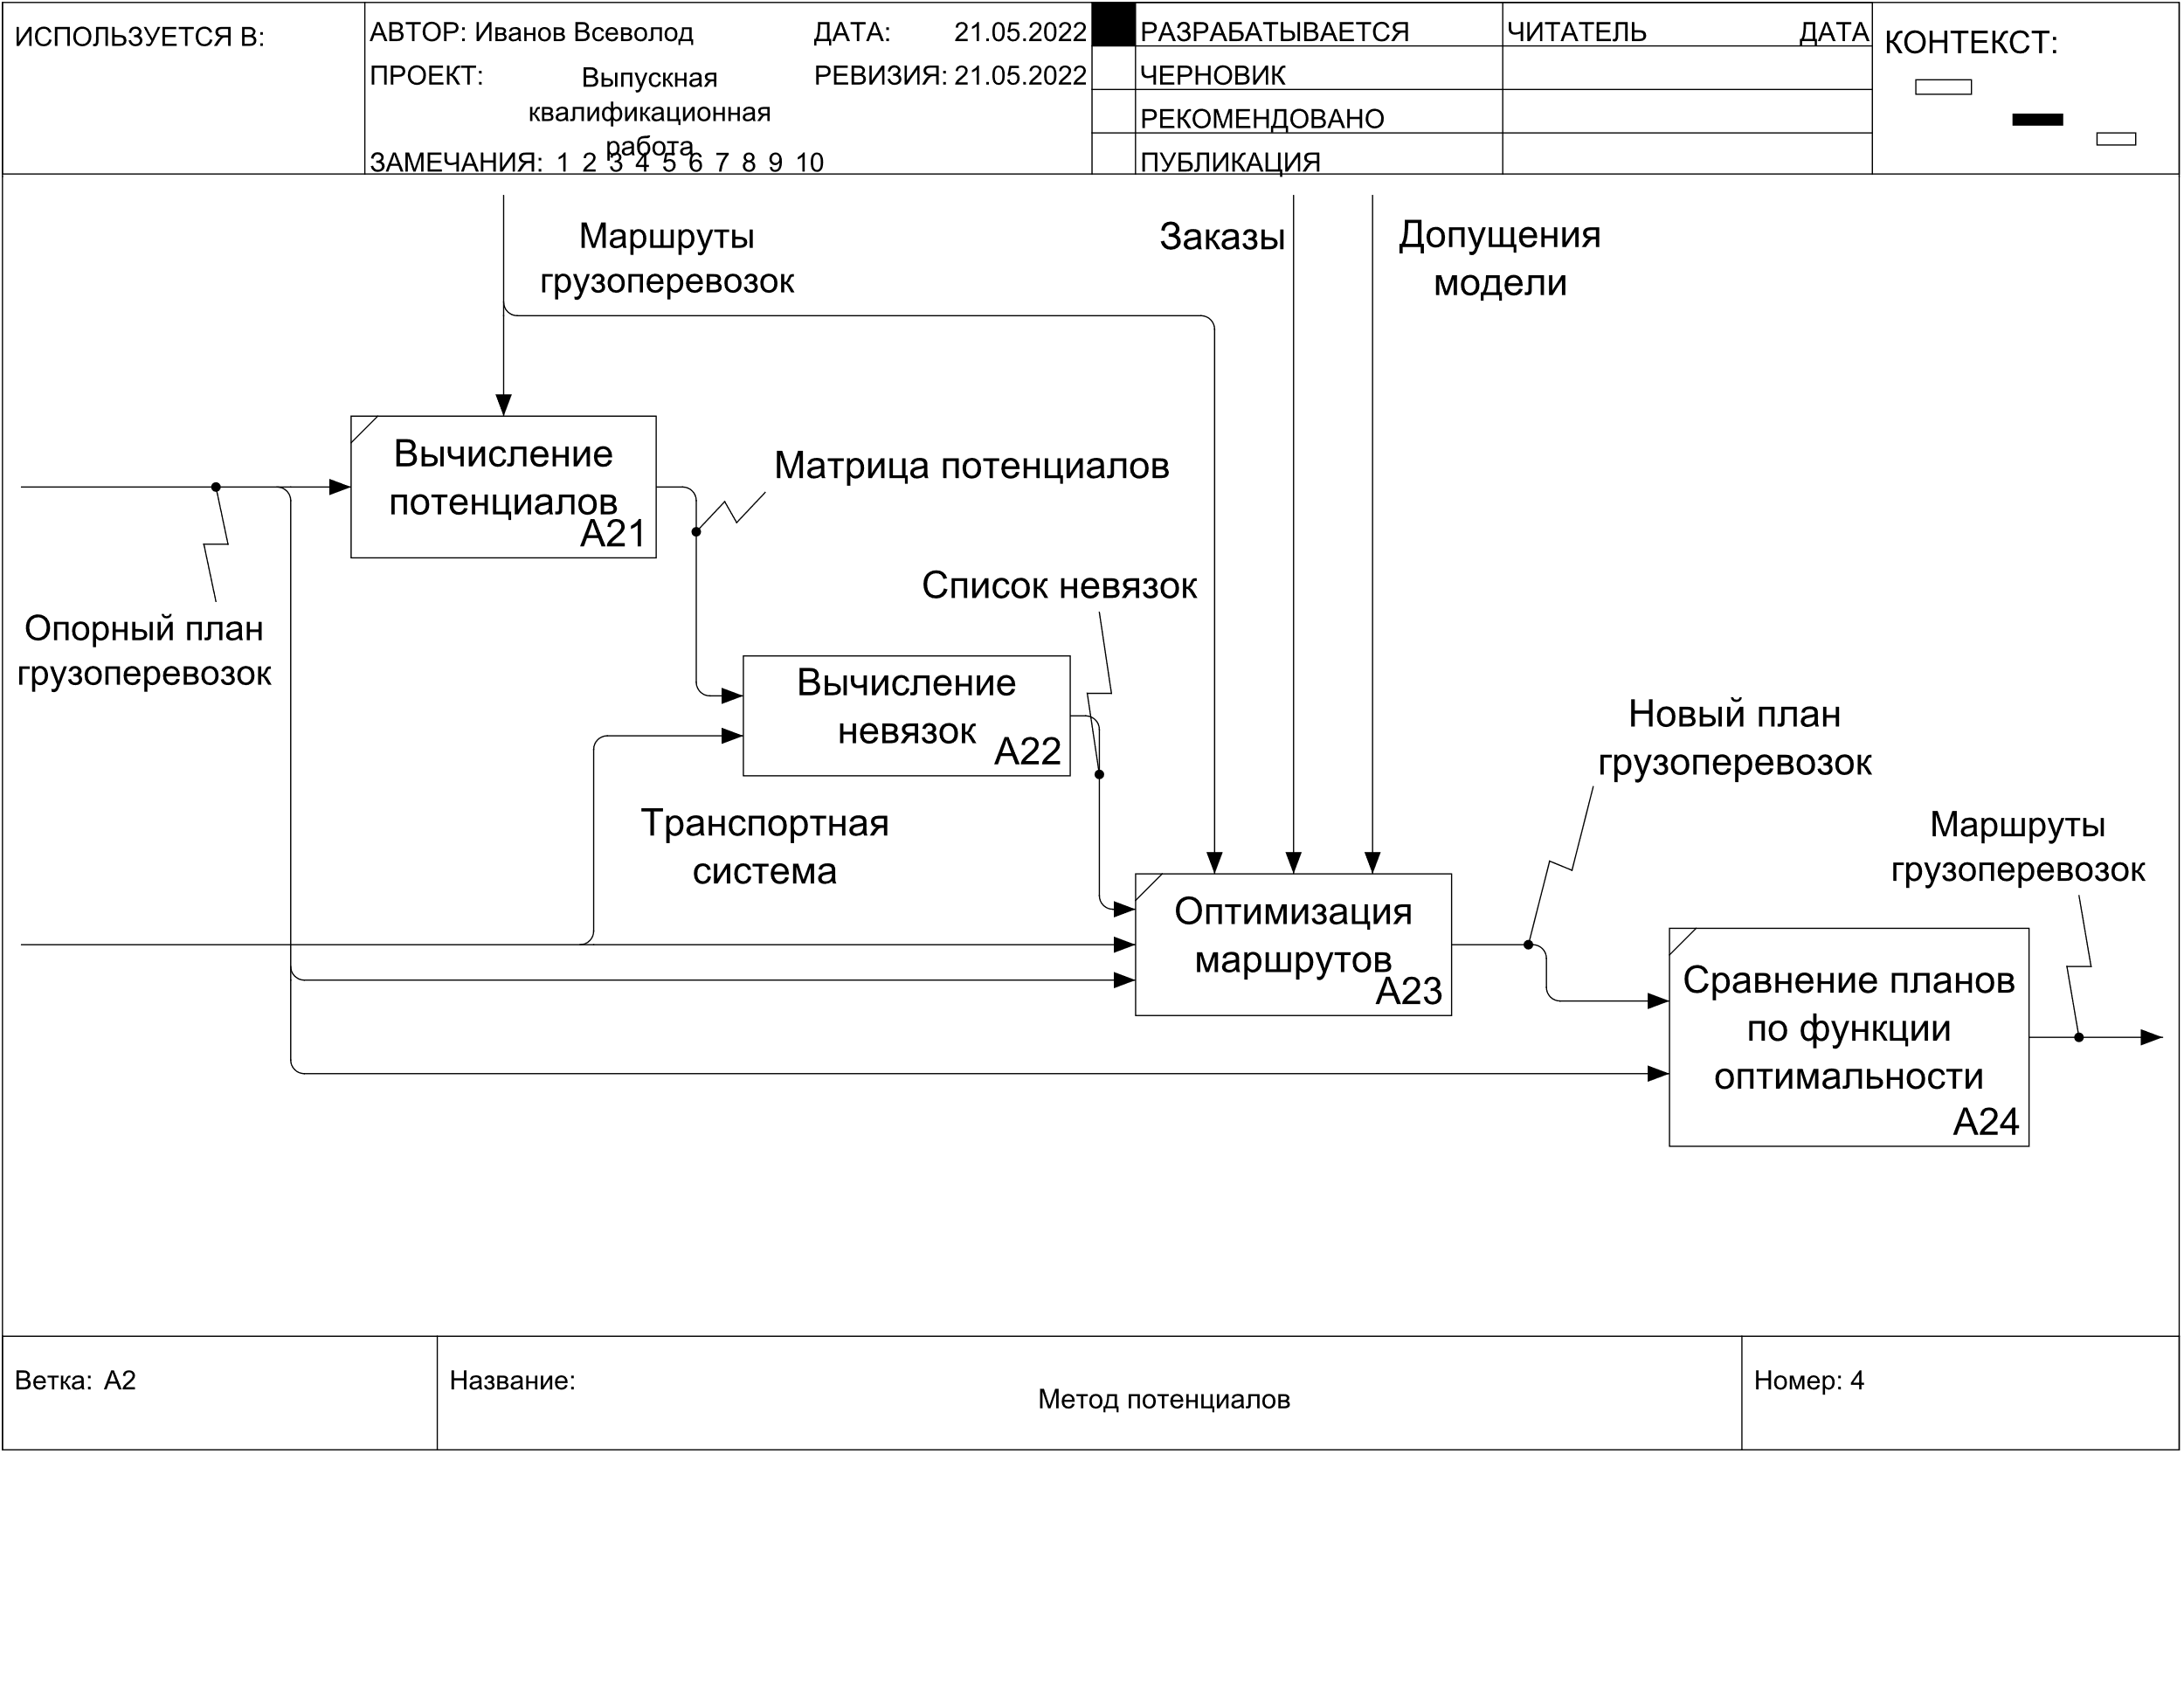 ИСПОЛЬЗУЕТСЯ В:
АВТОР: Иванов Всеволод
ДАТА: 21.05.2022
ПРОЕКТ: Выпускная
квалификационная
работа
РЕВИЗИЯ: 21.05.2022
ЗАМЕЧАНИЯ: 1 2 3 4 5 6 7 8 9 10
РАЗРАБАТЫВАЕТСЯ
ЧЕРНОВИК
РЕКОМЕНДОВАНО
ПУБЛИКАЦИЯ
ЧИТАТЕЛЬ ДАТА
КОНТЕКСТ:
Маршруты
грузоперевозок
Заказы
Допущения
модели
Вычисление
потенциалов
A21
Матрица потенциалов
Опорный план
грузоперевозок
Список невязок
Вычисление
невязок
A22
Транспортная
система
Новый план
грузоперевозок
Маршруты
грузоперевозок
Оптимизация
маршрутов
A23
Сравнение планов
по функции
оптимальности
A24
Ветка: A2
Название:
Метод потенциалов
Номер: 4